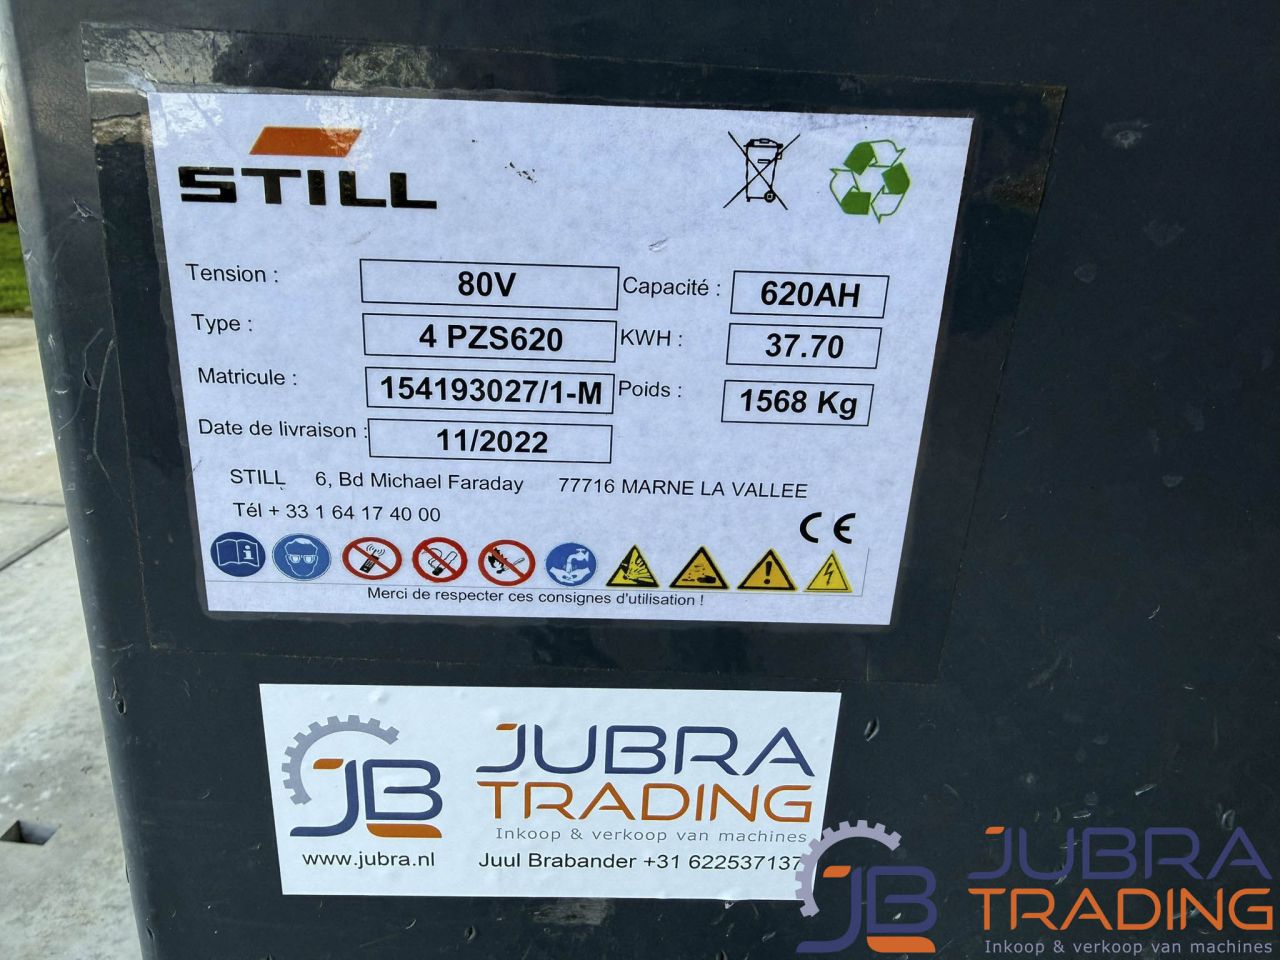 STILL
Tension : 80V Capacité : 620AH
Type : 4 PZS620 KWH : 37.70
Matricule : 154193027/1-M Poids : 1568 Kg
Date de livraison : 11/2022
STILL 6, Bd Michael Faraday 77716 MARNE LA VALLEE
Tél + 33 1 64 17 40 00
CE
Merci de respecter ces consignes d'utilisation !
JB JUBRA
TRADING
Inkoop & verkoop van machines
www.jubra.nl Juul Brabander +31 622537137
JB JUBRA
TRADING
Inkoop & verkoop van machines